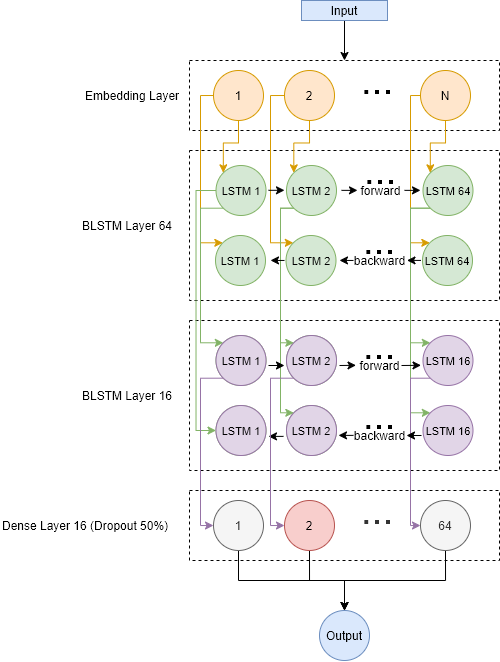 Input
Embedding Layer
1 2 ... N
BLSTM Layer 64
LSTM 1 LSTM 2 ... forward LSTM 64
LSTM 1 LSTM 2 ... backward LSTM 64
BLSTM Layer 16
LSTM 1 LSTM 2 ... forward LSTM 16
LSTM 1 LSTM 2 ... backward LSTM 16
Dense Layer 16 (Dropout 50%)
1 2 ... 64
Output